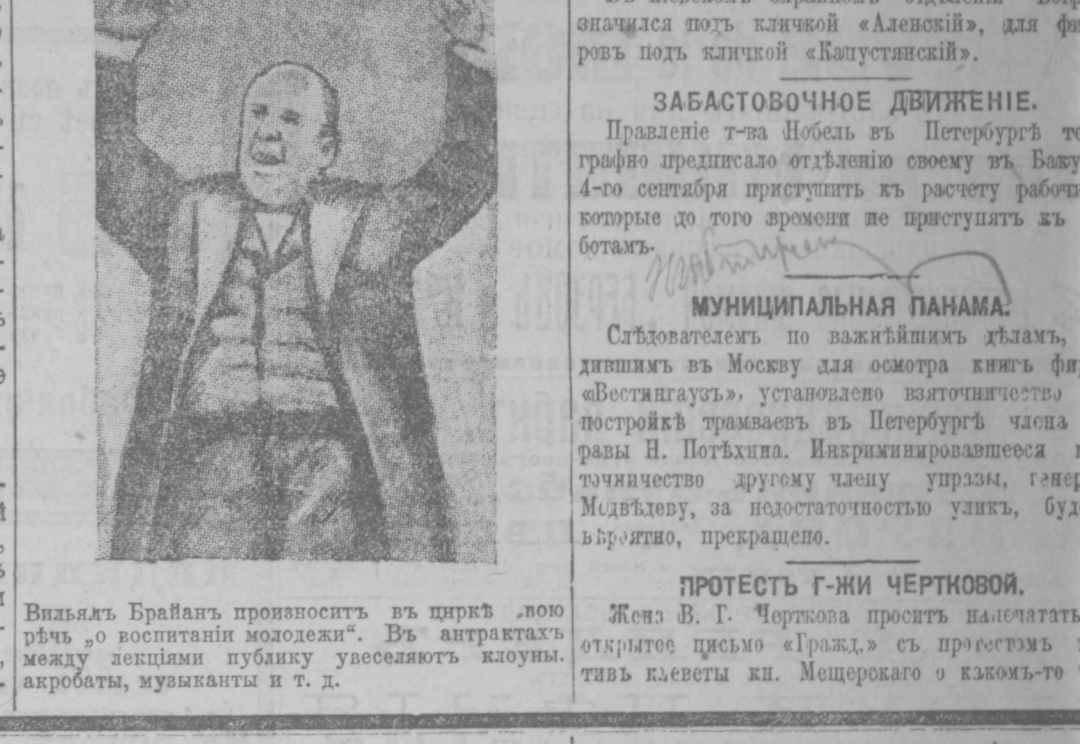 Вильямъ Брайанъ произноситъ въ циркѣ свою
рѣчь „о воспитаніи молодежи“. Въ антрактахъ
между лекціями публику увеселяютъ клоуны.
акробаты, музыканты и т. д.
значился подъ кличкой «Аленскій», для
ровъ подъ кличкой «Капустянскій».
ЗАБАСТОВОЧНОЕ ДВИЖЕНІЕ.
Правленіе т-ва Нобель въ Петербургѣ те
графно предписало отдѣленію своему въ Баку
4-го сентября приступить къ расчету рабочи
которые до того времени не приступятъ къ
ботамъ.
МУНИЦИПАЛЬНАЯ ПАНАМА.
Слѣдователемъ по важнѣйшимъ дѣламъ,
дившимъ въ Москву для осмотра книгъ фир
«Вестингаузъ», установлено взяточничество
постройкѣ трамваевъ въ Петербургѣ члена
равы Н. Потѣхина. Инкриминировавшееся
точничество другому члену управы, генер
Медвѣдеву, за недостаточностью уликъ, буд
вѣроятно, прекращено.
ПРОТЕСТЪ Г-ЖИ ЧЕРТКОВОЙ.
Жена В. Г. Черткова проситъ напечатать
открытое письмо «Гражд.» съ протестомъ
тивъ клеветы кн. Мещерскаго о какомъ-то